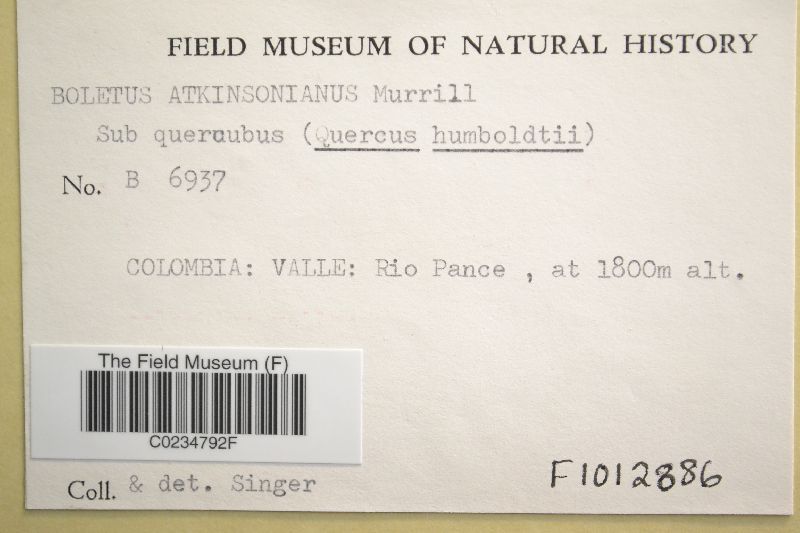 FIELD MUSEUM OF NATURAL HISTORY
BOLETUS ATKINSONIANUS Murrill
Sub queruubus (Quercus humboldtii)
No. B 6937
COLOMBIA: VALLE: Rio Pance , at 1800m alt.
The Field Museum (F)
C0234792F
Coll. & det. Singer
F1012886